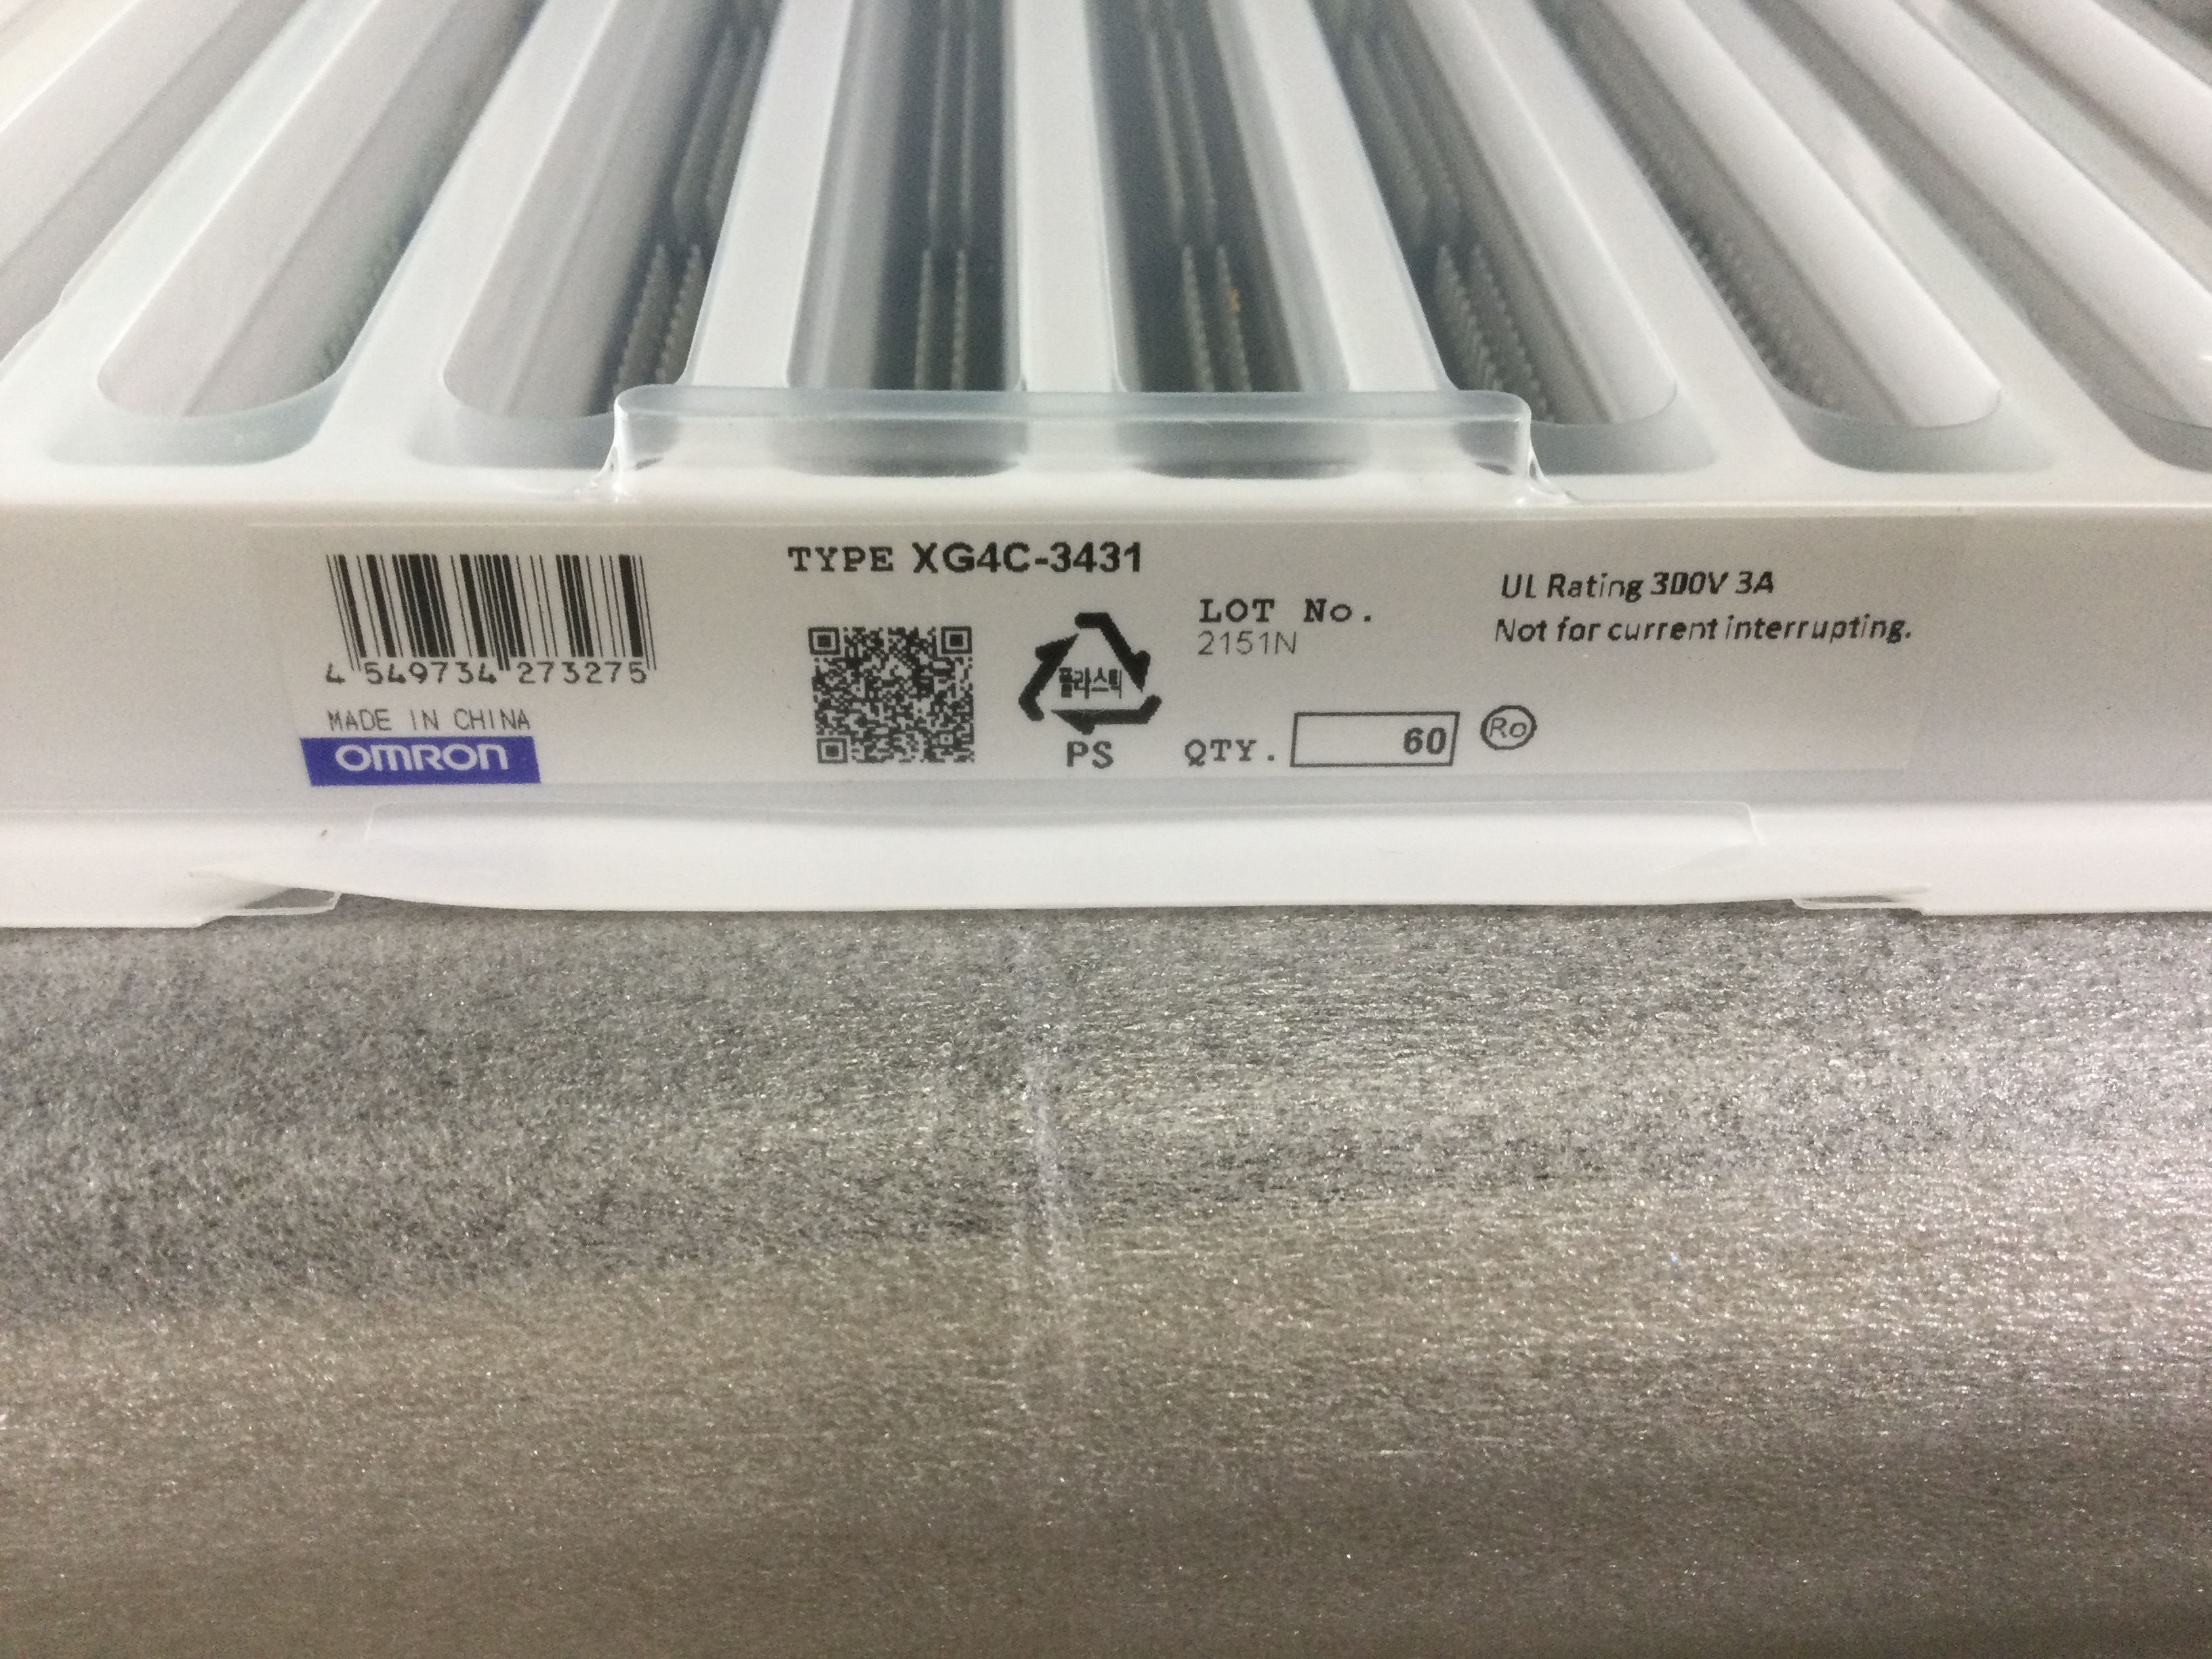 TYPE XG4C-3431
4 549734 273275
MADE IN CHINA
OMRON
플라스틱
PS
LOT No.
2151N
QTY. 60
Ro
UL Rating 300V 3A
Not for current interrupting.